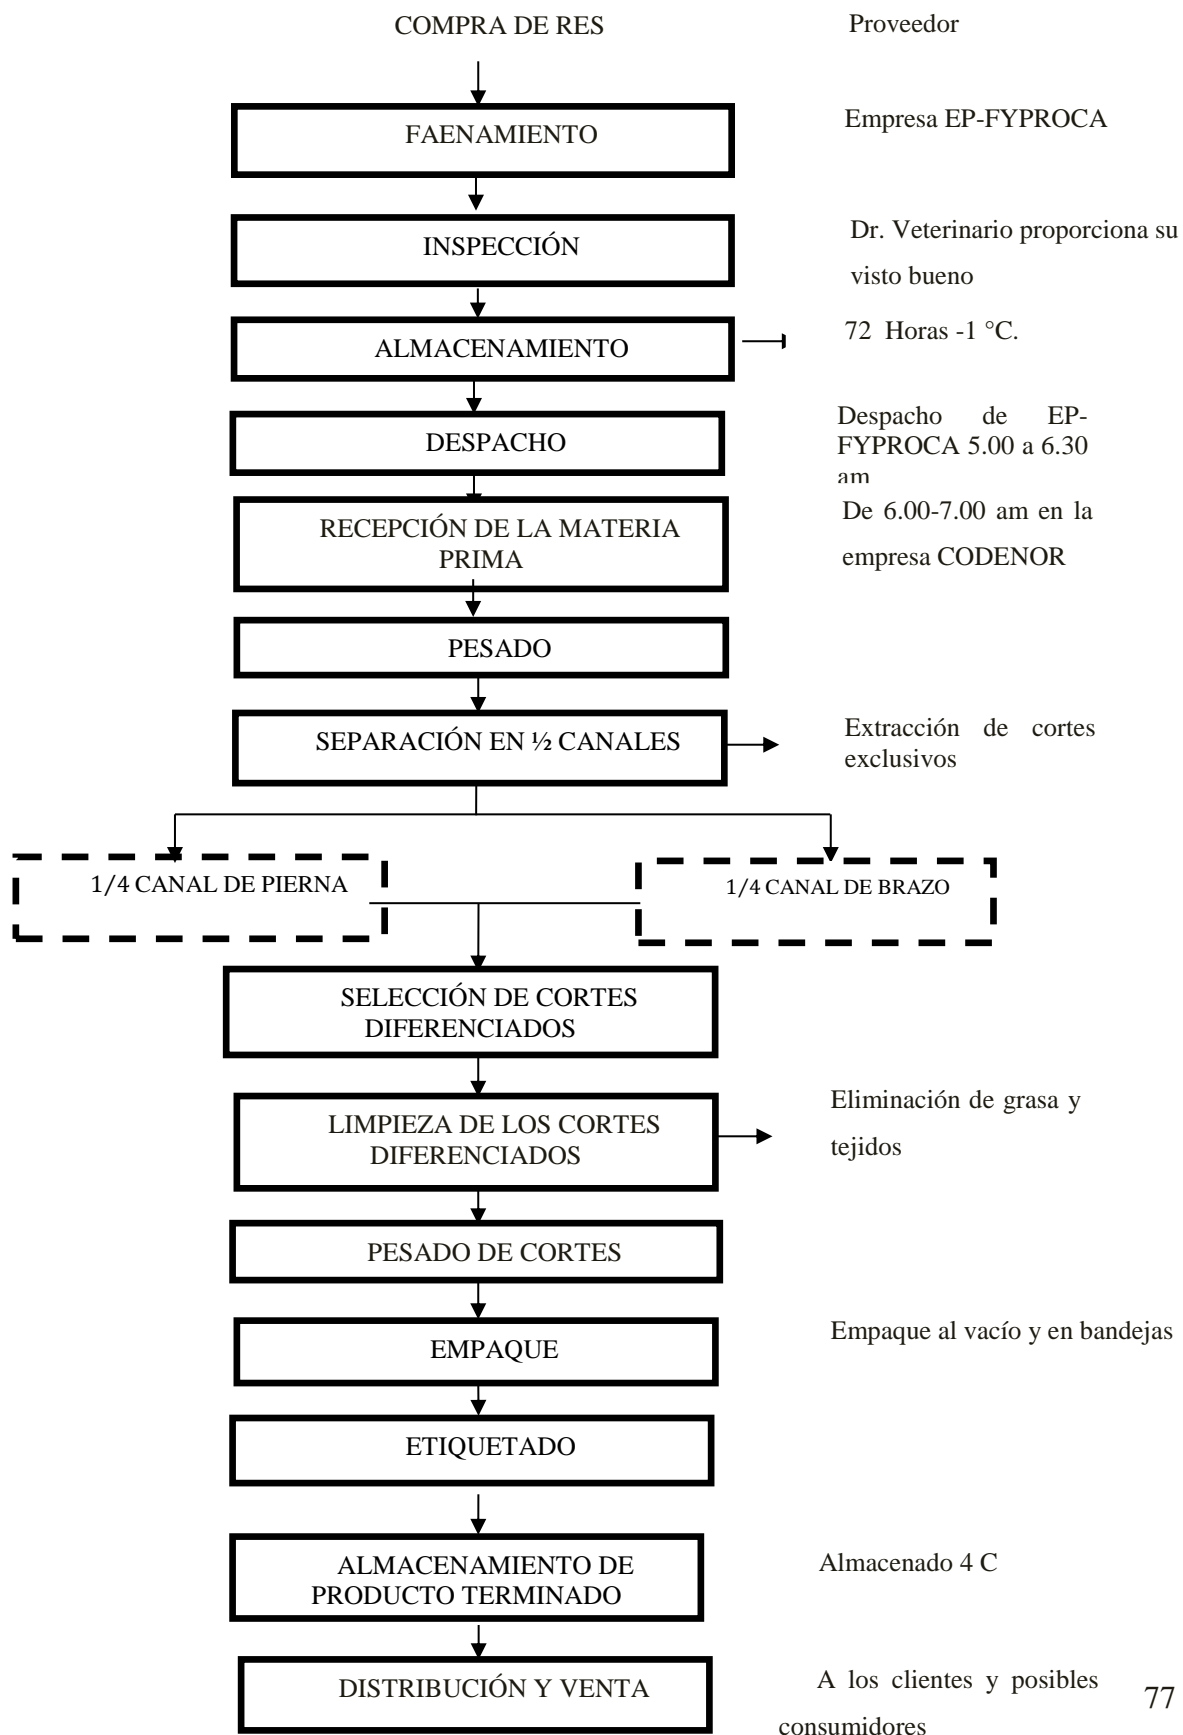 COMPRA DE RES
Proveedor
FAENAMIENTO
Empresa EP-FYPROCA
INSPECCIÓN
Dr. Veterinario proporciona su
visto bueno
ALMACENAMIENTO
72 Horas -1 °C.
DESPACHO
Despacho de EP-
FYPROCA 5.00 a 6.30
am
RECEPCIÓN DE LA MATERIA
PRIMA
De 6.00-7.00 am en la
empresa CODENOR
PESADO
SEPARACIÓN EN ½ CANALES
Extracción de cortes
exclusivos
1/4 CANAL DE PIERNA
1/4 CANAL DE BRAZO
SELECCIÓN DE CORTES
DIFERENCIADOS
LIMPIEZA DE LOS CORTES
DIFERENCIADOS
Eliminación de grasa y
tejidos
PESADO DE CORTES
EMPAQUE
Empaque al vacío y en bandejas
ETIQUETADO
ALMACENAMIENTO DE
PRODUCTO TERMINADO
Almacenado 4 C
DISTRIBUCIÓN Y VENTA
A los clientes y posibles
consumidores
77